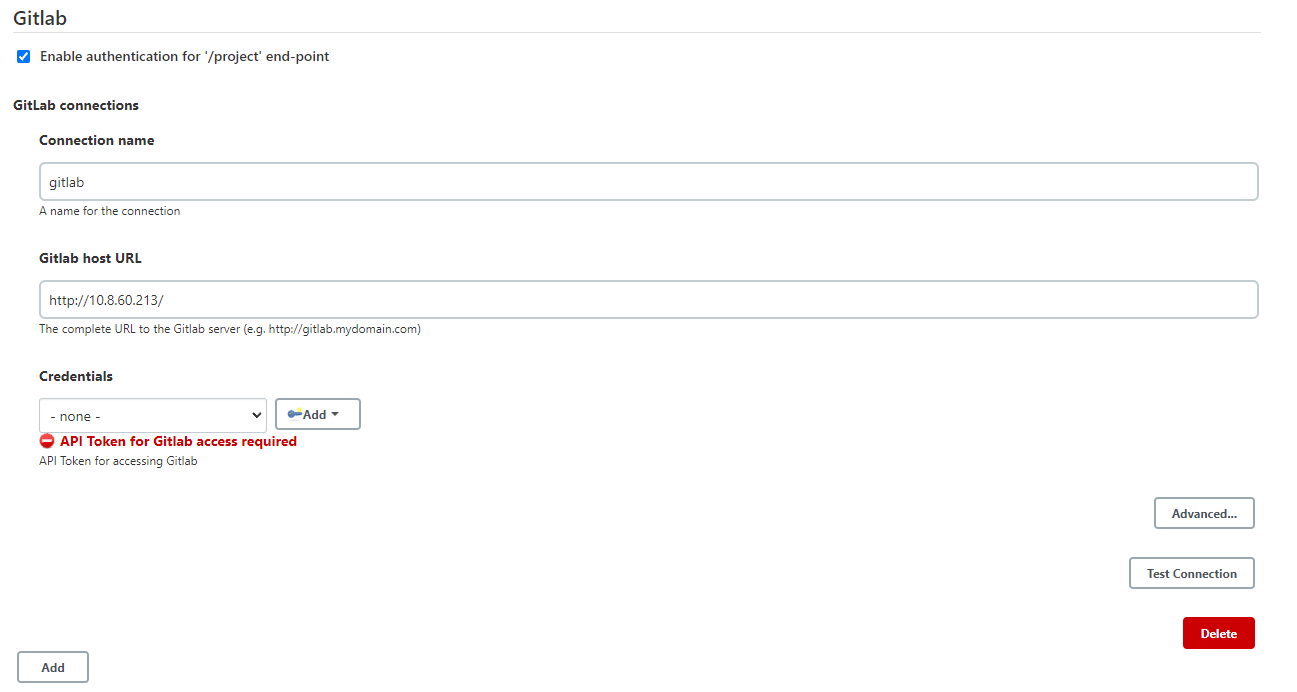 Gitlab
Enable authentication for '/project' end-point
GitLab connections
Connection name
gitlab
A name for the connection
Gitlab host URL
http://10.8.60.213/
The complete URL to the Gitlab server (e.g. http://gitlab.mydomain.com)
Credentials
- none -
Add
API Token for Gitlab access required
API Token for accessing Gitlab
Advanced...
Test Connection
Delete
Add